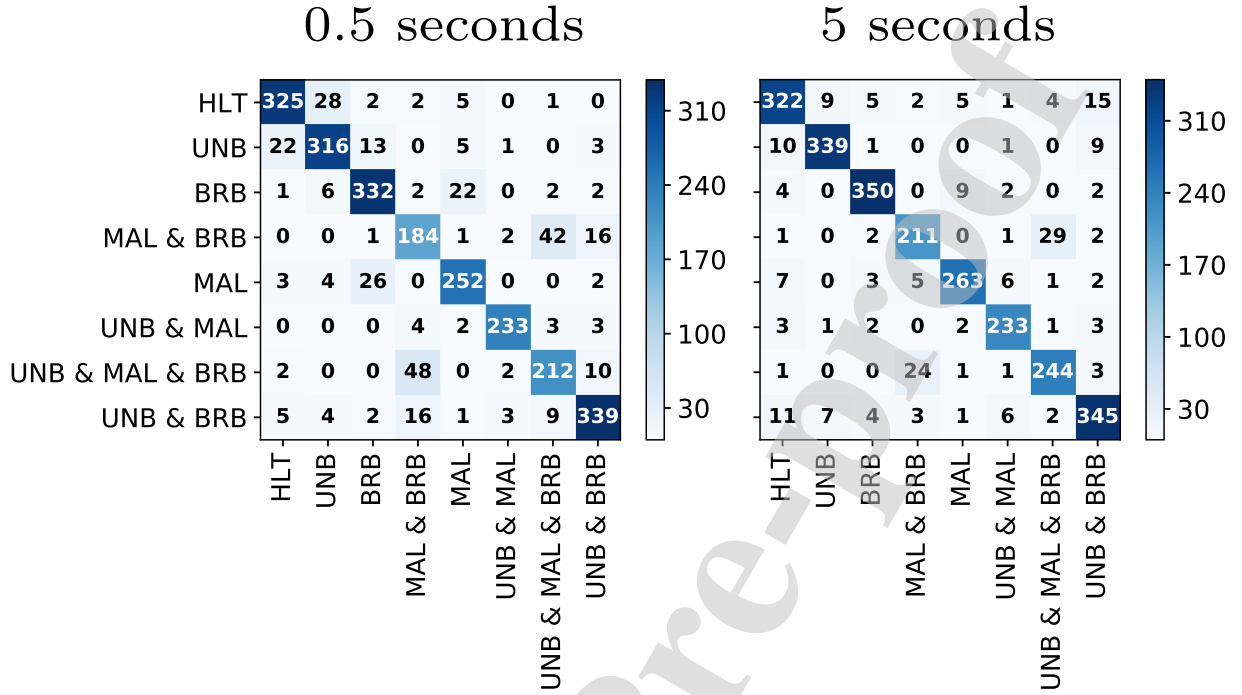 0.5 seconds 5 seconds
HLT 325 28 2 2 5 0 1 0 310 322 9 5 2 5 1 4 15 310
UNB 22 316 13 0 5 1 0 3 10 339 1 0 0 1 0 9
BRB 1 6 332 2 22 0 2 2 240 4 0 350 0 9 2 0 2 240
MAL & BRB 0 0 1 184 1 2 42 16 170 1 0 2 211 0 1 29 2 170
MAL 3 4 26 0 252 0 0 2 7 0 3 5 263 6 1 2
UNB & MAL 0 0 0 4 2 233 3 3 100 3 1 2 0 2 233 1 3 100
UNB & MAL & BRB 2 0 0 48 0 2 212 10 1 0 0 24 1 1 244 3
UNB & BRB 5 4 2 16 1 3 9 339 30 11 7 4 3 1 6 2 345 30
HLT UNB BRB MAL & BRB MAL UNB & MAL UNB & MAL & BRB UNB & BRB HLT UNB BRB MAL & BRB MAL UNB & MAL UNB & MAL & BRB UNB & BRB
Pre-proof